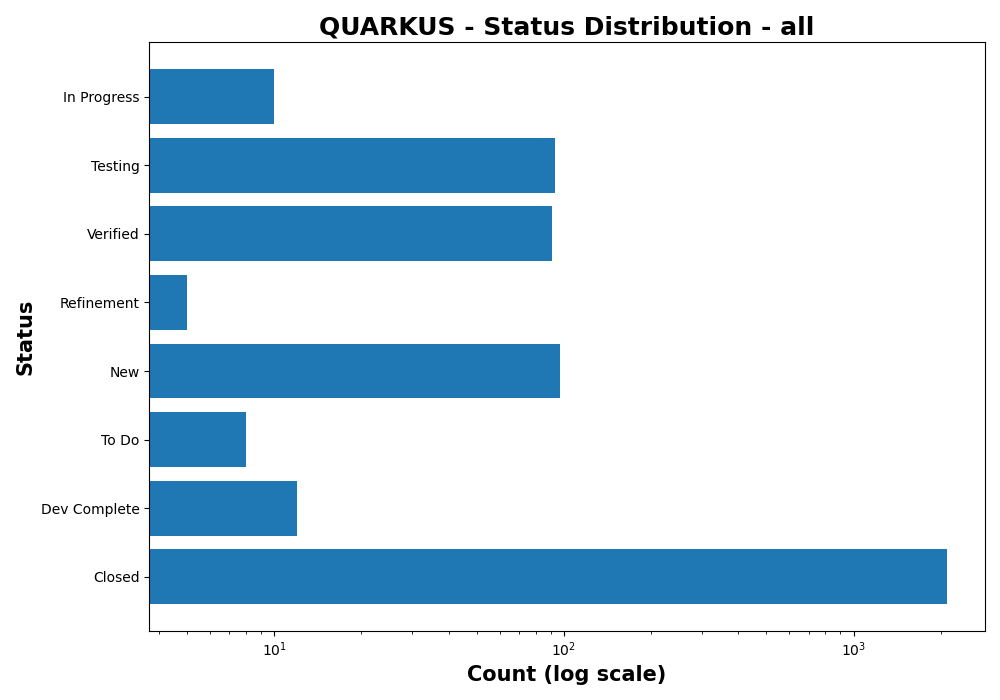 QUARKUS - Status Distribution - all
In Progress
Testing
Verified
Refinement
New
To Do
Dev Complete
Closed
Status
10¹ 10² 10³
Count (log scale)